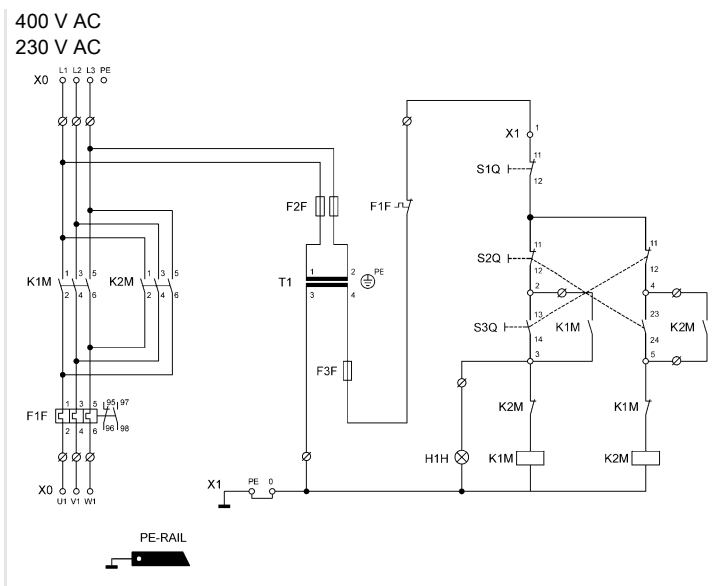 400 V AC
230 V AC
X0 L1 L2 L3 PE
X1 1
11
S1Q
12
F2F
F1F
11 11
S2Q
12 12
1 2 PE
T1
3 4
1 3 5 1 3 5
K1M K2M
2 4 6 2 4 6
2 4
13 23
S3Q K1M K2M
14 24
3 5
F3F
1 3 5 95 97
F1F
2 4 6 96 98
K2M K1M
H1H K1M K2M
X0
U1 V1 W1
X1 PE 0
PE-RAIL